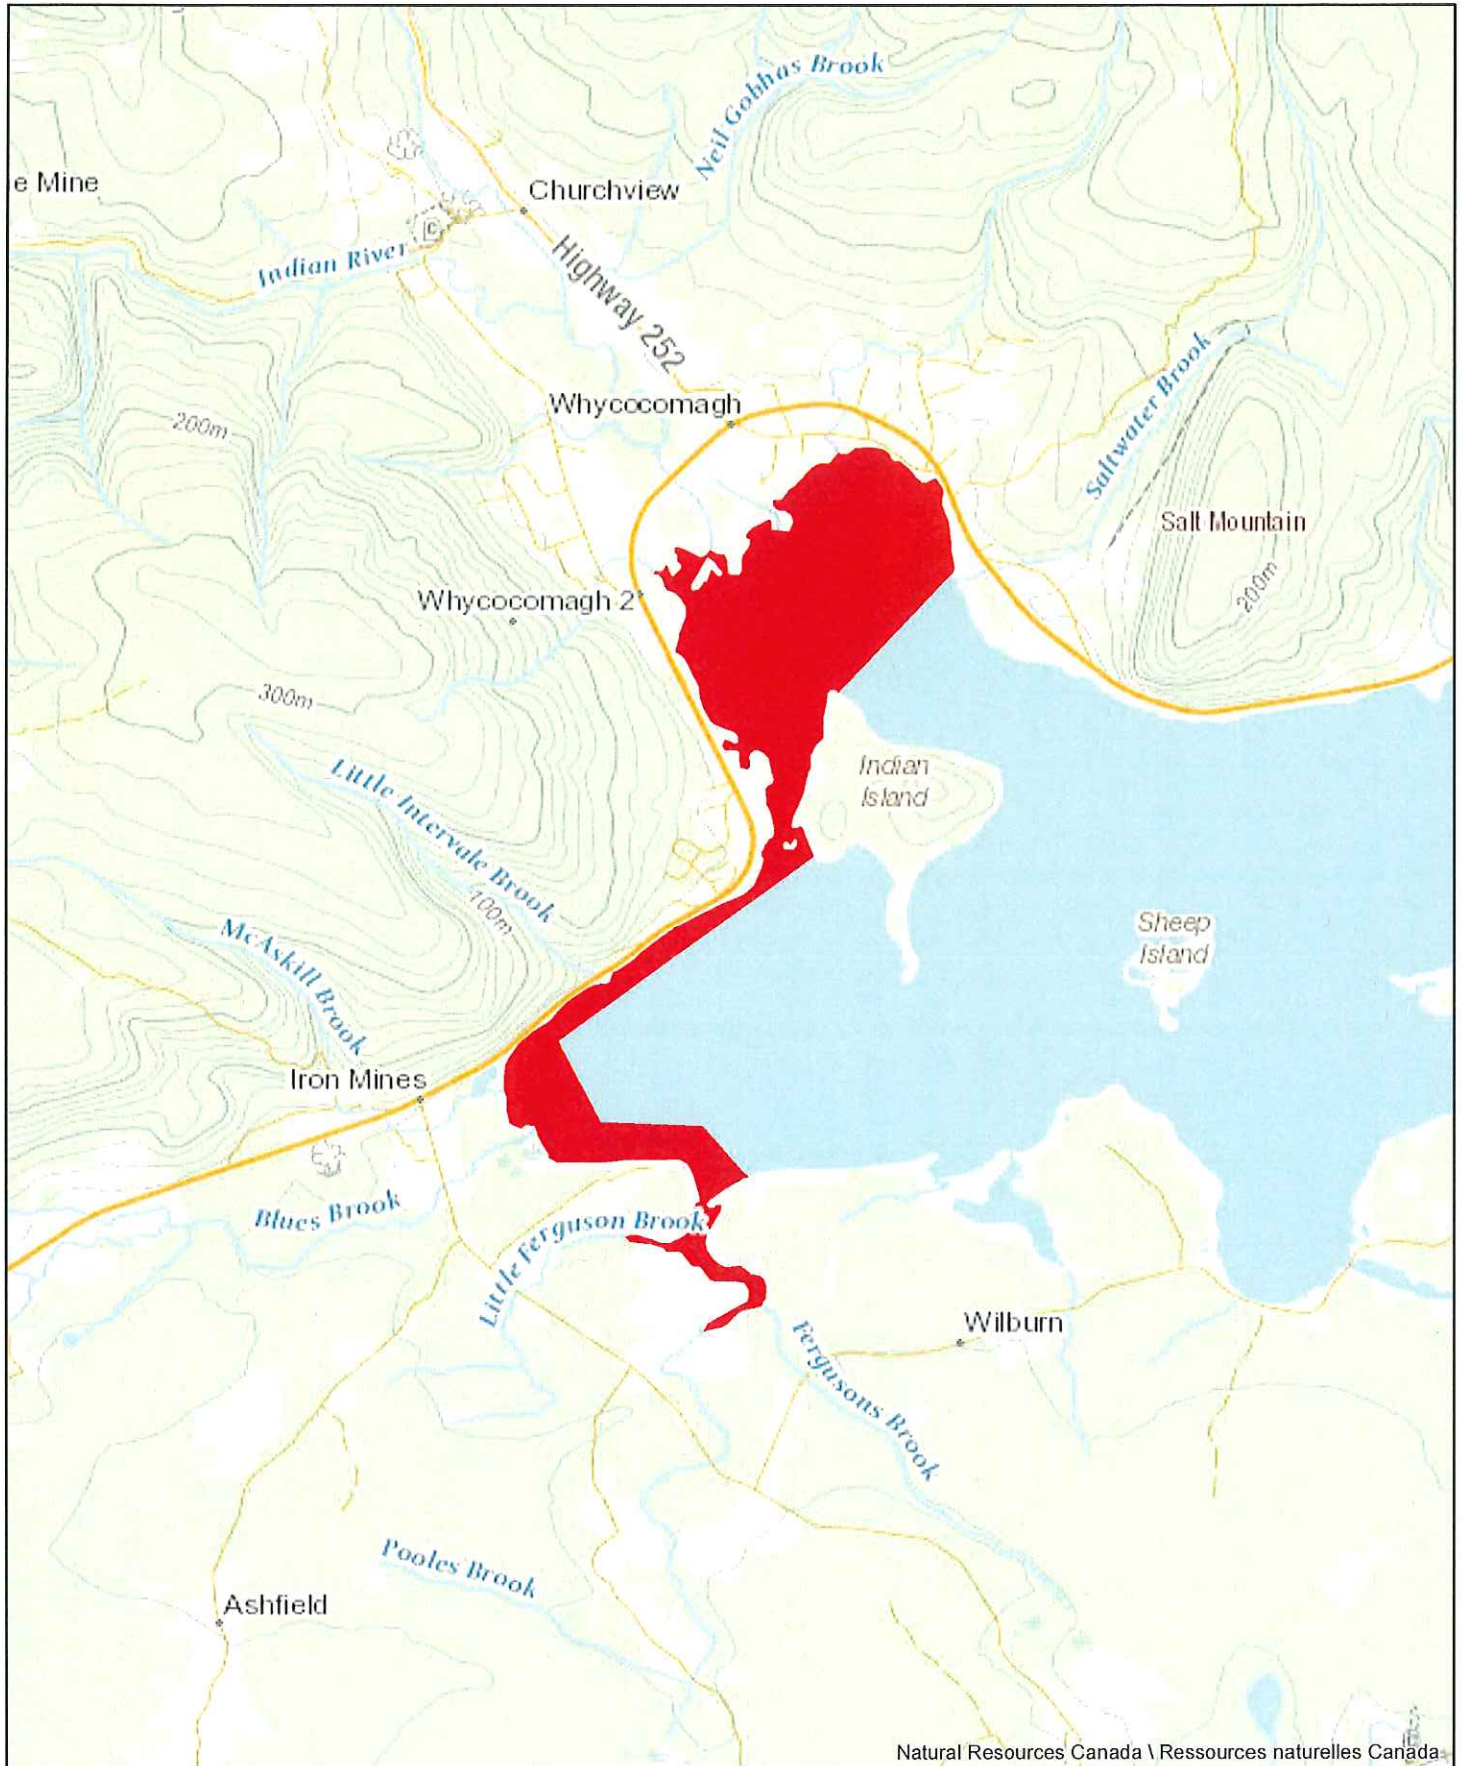 Neil Gobhas Brook
e Mine
Churchview
Indian River
C
Highway 252
Whycocomagh
200m
Saltwater Brook
Salt Mountain
200m
Whycocomagh 2
300m
Little Intervale Brook
Indian
Island
100m
McAskill Brook
Sheep
Island
Iron Mines
Blues Brook
Little Ferguson Brook
Wilburn
Fergusons Brook
Pooles Brook
Ashfield
Natural Resources Canada \ Ressources naturelles Canada